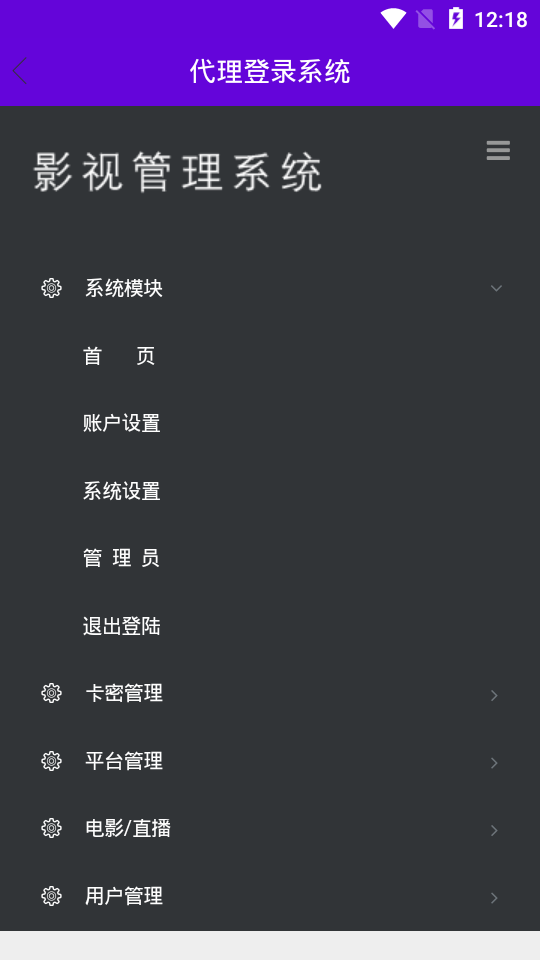 12:18
代理登录系统
影视管理系统
系统模块
首 页
账户设置
系统设置
管 理 员
退出登陆
卡密管理
平台管理
电影/直播
用户管理